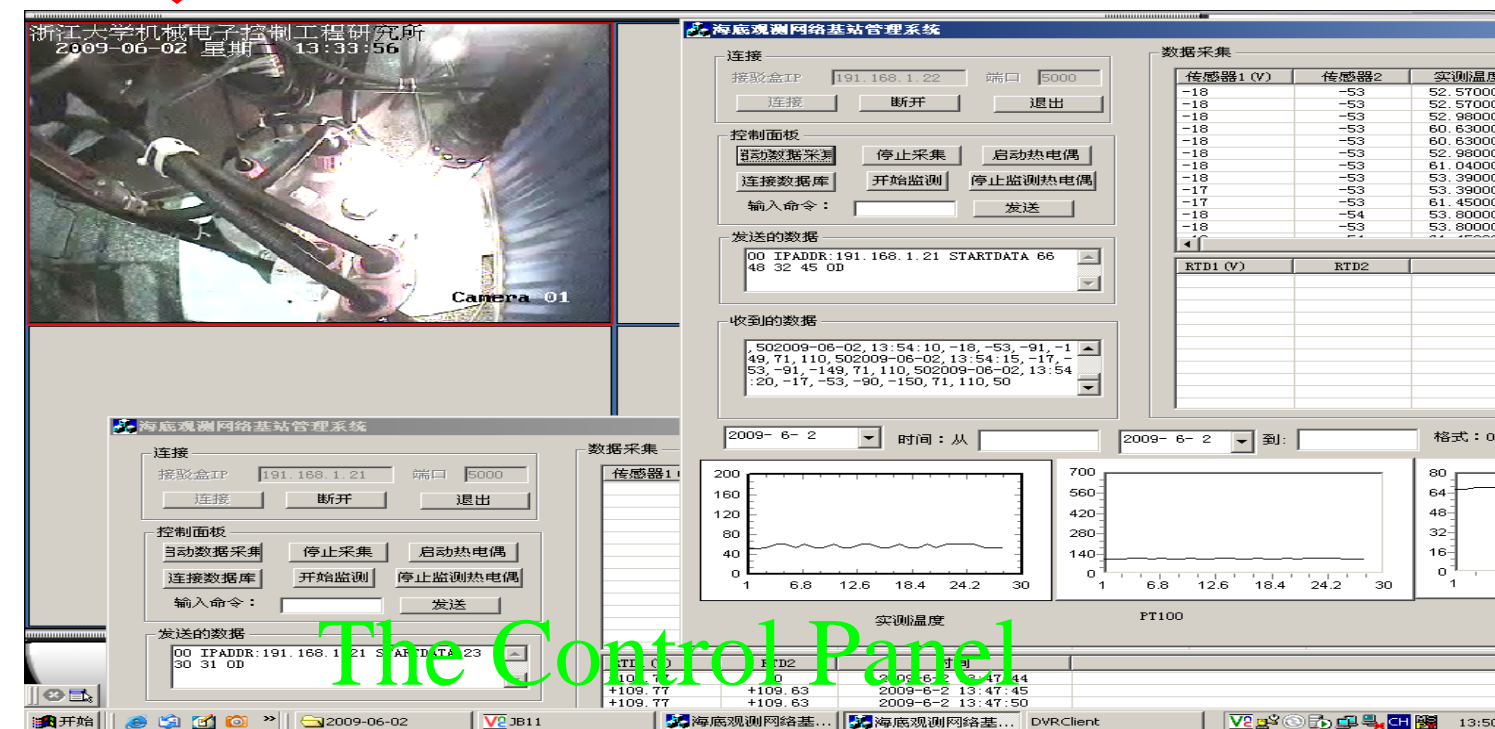 浙江大学机械电子控制工程研究所
2009-06-02 星期二 13:33:56
Camera 01
海底观测网络基站管理系统
连接
接驳盒IP 191.168.1.22 端口 5000
连接 断开 退出
控制面板
启动数据采集 停止采集 启动热电偶
连接数据库 开始监测 停止监测热电偶
输入命令： 发送
发送的数据
00 IPADDR:191.168.1.21 STARTDATA 66
48 32 45 0D
收到的数据
,502009-06-02,13:54:10,-18,-53,-91,-1
49,71,110,502009-06-02,13:54:15,-17,-
53,-91,-149,71,110,502009-06-02,13:54
:20,-17,-53,-90,-150,71,110,50
数据采集
传感器1(V) 传感器2 实测温度
-18 -53 52.57000
-18 -53 52.57000
-18 -53 52.98000
-18 -53 60.63000
-18 -53 60.63000
-18 -53 52.98000
-18 -53 61.04000
-18 -53 53.39000
-17 -53 53.39000
-17 -53 61.45000
-18 -54 53.80000
-18 -53 53.80000
RTD1(V) RTD2
2009- 6- 2 时间：从 2009- 6- 2 到: 格式：0
200
160
120
80
40
0
1 6.8 12.6 18.4 24.2 30
实测温度
700
560
420
280
140
0
1 6.8 12.6 18.4 24.2 30
PT100
80
64
48
32
16
0
1
海底观测网络基站管理系统
连接
接驳盒IP 191.168.1.21 端口 5000
连接 断开 退出
控制面板
启动数据采集 停止采集 启动热电偶
连接数据库 开始监测 停止监测热电偶
输入命令： 发送
发送的数据
00 IPADDR:191.168.1.21 STARTDATA 23
30 31 0D
数据采集
传感器1
The Control Panel
RTD2 时间
2009-6-2 13:47:44
+109.77 +109.63 2009-6-2 13:47:45
+109.77 +109.63 2009-6-2 13:47:50
开始 2009-06-02 JB11 海底观测网络基... 海底观测网络基... DVRClient CH 13:50